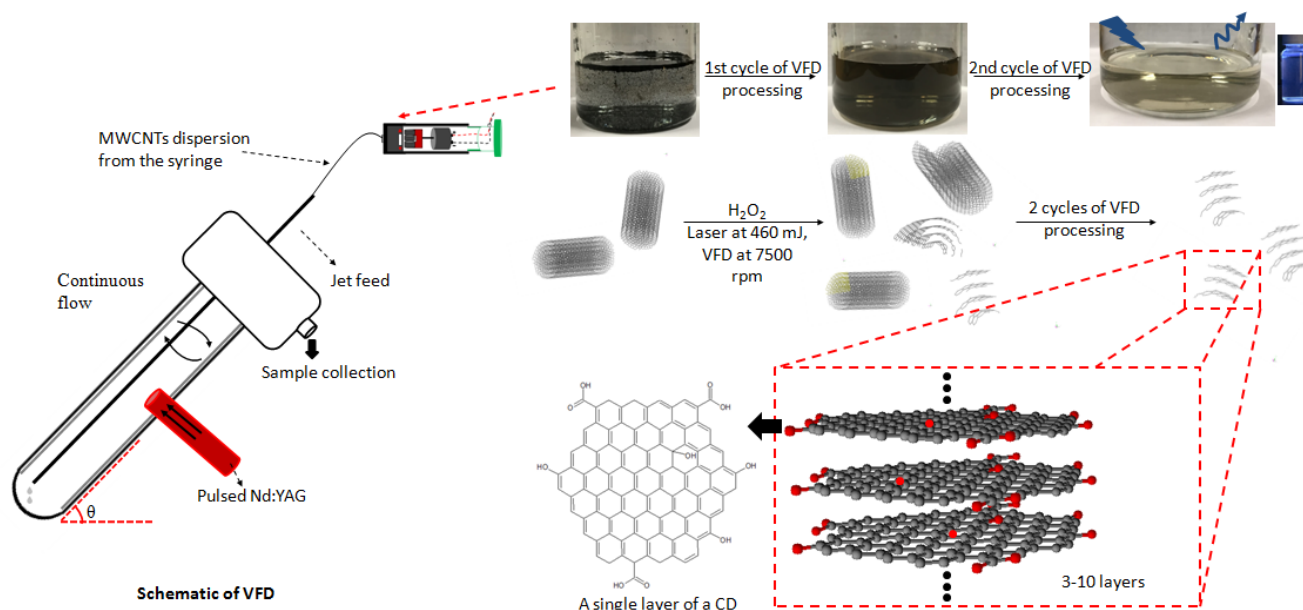 1st cycle of VFD
processing
2nd cycle of VFD
processing
MWCNTs dispersion
from the syringe
H₂O₂
Laser at 460 mJ,
VFD at 7500
rpm
2 cycles of VFD
processing
Continuous
flow
Jet feed
Sample collection
Pulsed Nd:YAG
θ
Schematic of VFD
OH
O
O
OH
OH
HO
OH
OH
HO
O
A single layer of a CD
3-10 layers